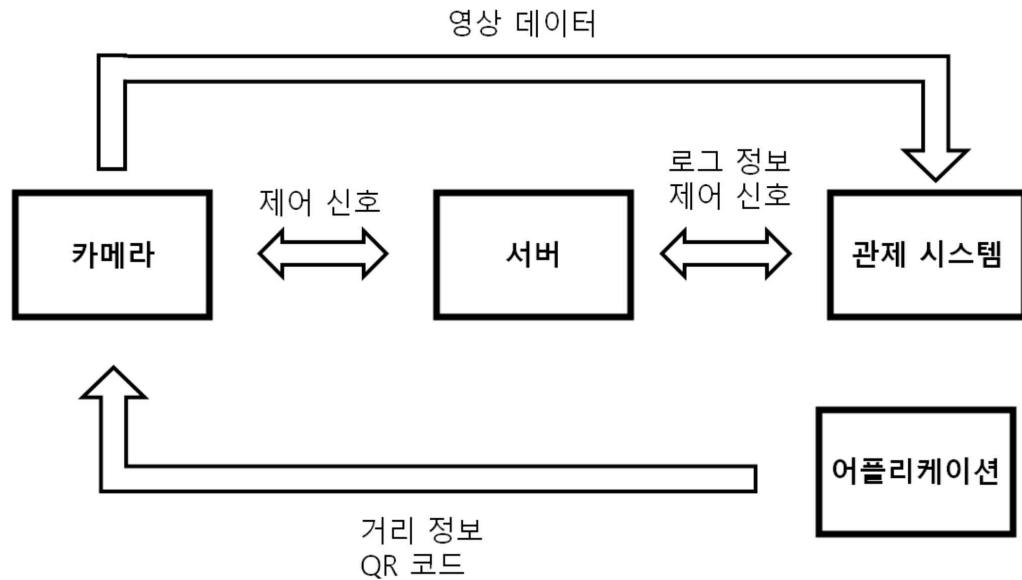 영상 데이터
로그 정보
제어 신호
제어 신호
카메라
서버
관제 시스템
어플리케이션
거리 정보
QR 코드